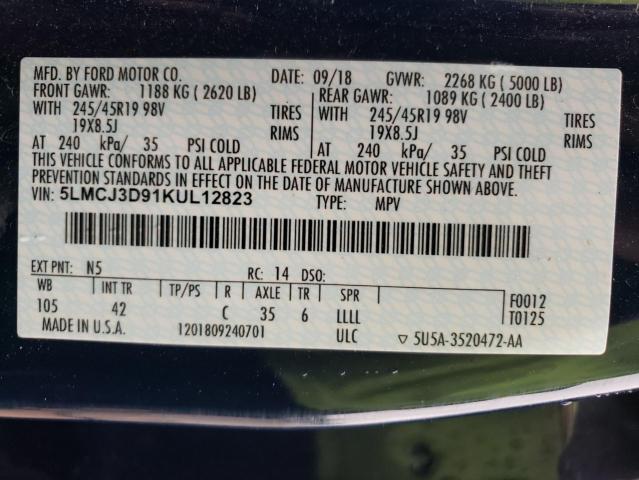 MFD. BY FORD MOTOR CO. DATE: 09/18 GVWR: 2268 KG ( 5000 LB)
FRONT GAWR: 1188 KG ( 2620 LB) REAR GAWR: 1089 KG ( 2400 LB)
WITH 245/45R19 98V TIRES WITH 245/45R19 98V TIRES
19X8.5J RIMS 19X8.5J RIMS
AT 240 kPa/ 35 PSI COLD AT 240 kPa/ 35 PSI COLD
THIS VEHICLE CONFORMS TO ALL APPLICABLE FEDERAL MOTOR VEHICLE SAFETY AND THEFT
PREVENTION STANDARDS IN EFFECT ON THE DATE OF MANUFACTURE SHOWN ABOVE.
VIN: 5LMCJ3D91KUL12823 TYPE: MPV
EXT PNT: N5 RC: 14 DSO:
WB INT TR TP/PS R AXLE TR SPR F0012
105 42 C 35 6 LLLL T0125
MADE IN U.S.A. 1201809240701 ULC ▽ 5U5A-3520472-AA